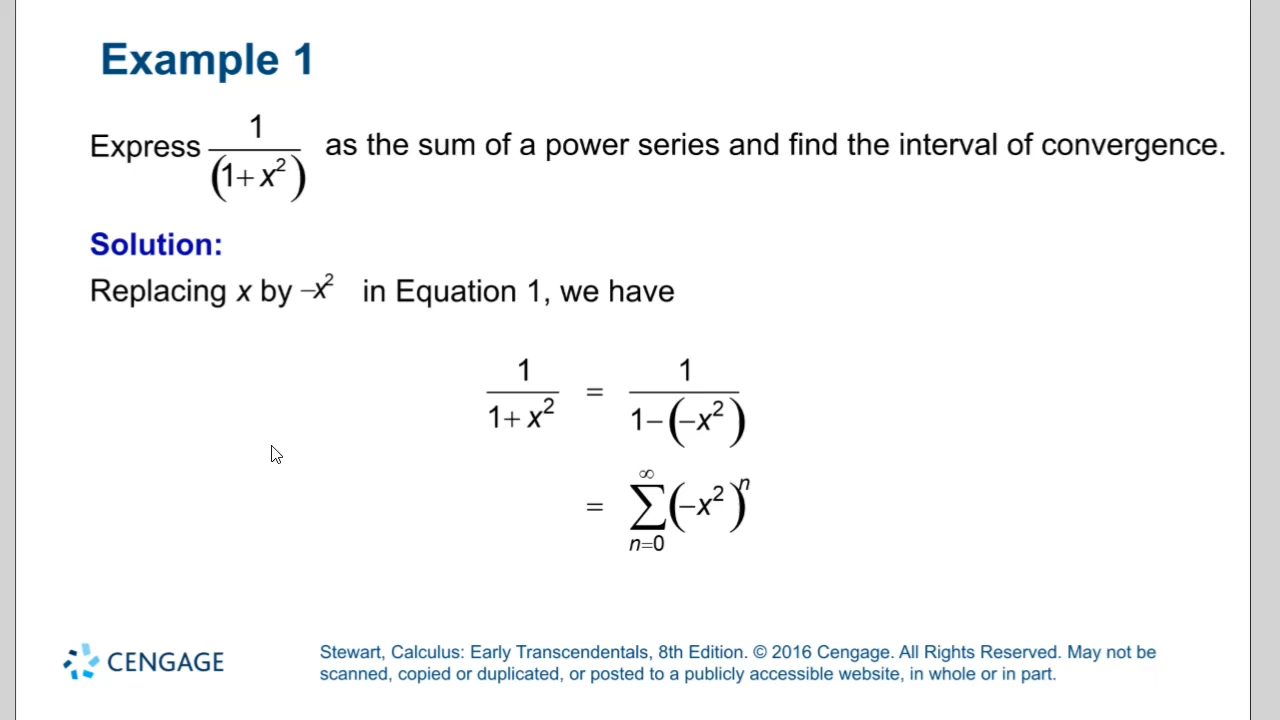 Example 1
Express 1/(1+x²) as the sum of a power series and find the interval of convergence.
Solution:
Replacing x by –x² in Equation 1, we have
1/(1+x²) = 1/(1–(–x²))
= ∑_{n=0}^{∞} (–x²)ⁿ
CENGAGE
Stewart, Calculus: Early Transcendentals, 8th Edition. © 2016 Cengage. All Rights Reserved. May not be
scanned, copied or duplicated, or posted to a publicly accessible website, in whole or in part.